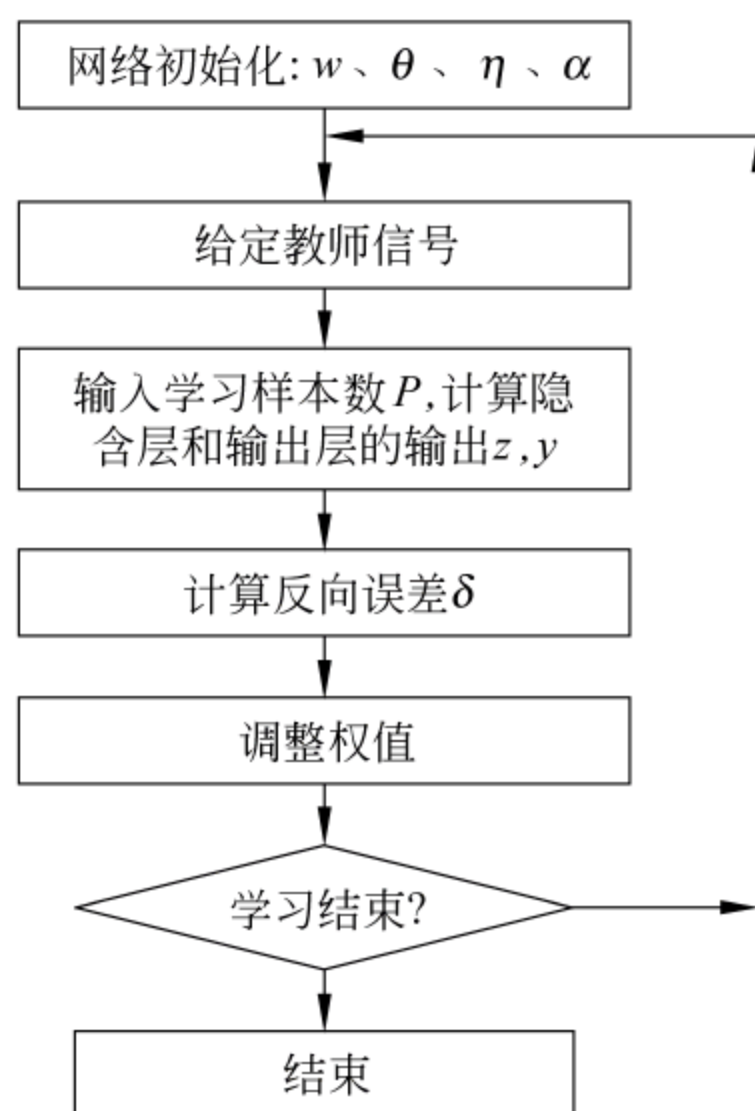 网络初始化: w、θ、η、α
给定教师信号
输入学习样本数P,计算隐
含层和输出层的输出z,y
计算反向误差δ
调整权值
学习结束?
结束